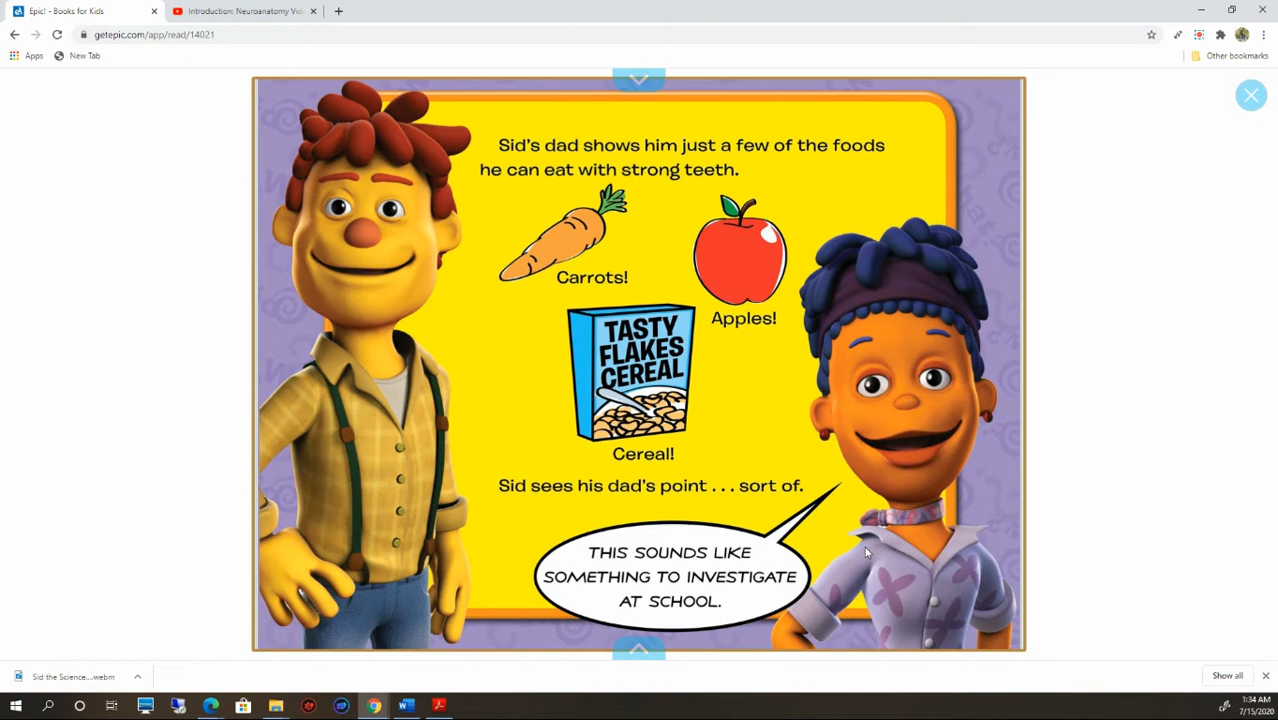 Epic! - Books for Kids
Introduction: Neuroanatomy Vid
getepic.com/app/read/14021
Apps
New Tab
Other bookmarks
Sid's dad shows him just a few of the foods
he can eat with strong teeth.
Carrots!
Apples!
TASTY
FLAKES
CEREAL
Cereal!
Sid sees his dad's point . . . sort of.
THIS SOUNDS LIKE
SOMETHING TO INVESTIGATE
AT SCHOOL.
Sid the Science....webm
Show all
1:34 AM
7/15/2020